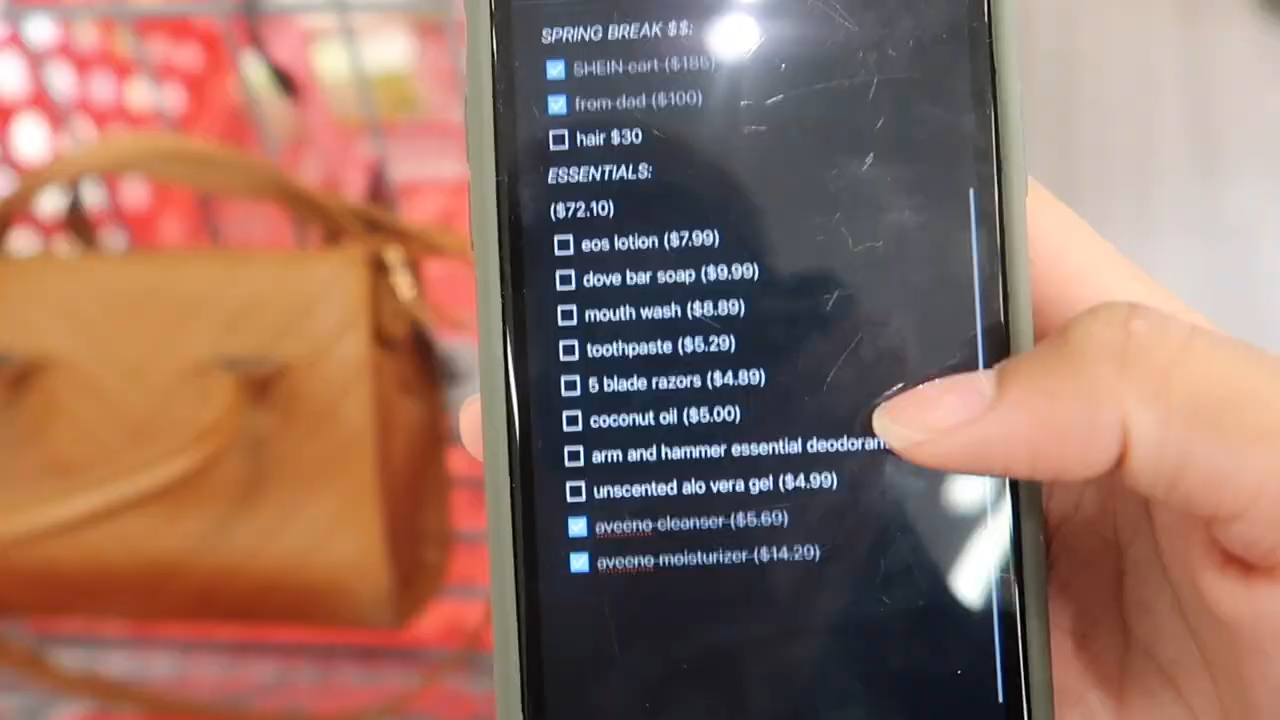 SPRING BREAK $$:
SHEIN cart ($185)
from dad ($100)
hair $30
ESSENTIALS:
($72.10)
eos lotion ($7.99)
dove bar soap ($9.99)
mouth wash ($8.89)
toothpaste ($5.29)
5 blade razors ($4.89)
coconut oil ($5.00)
arm and hammer essential deodoran
unscented alo vera gel ($4.99)
aveeno cleanser ($5.69)
aveeno moisturizer ($14.29)